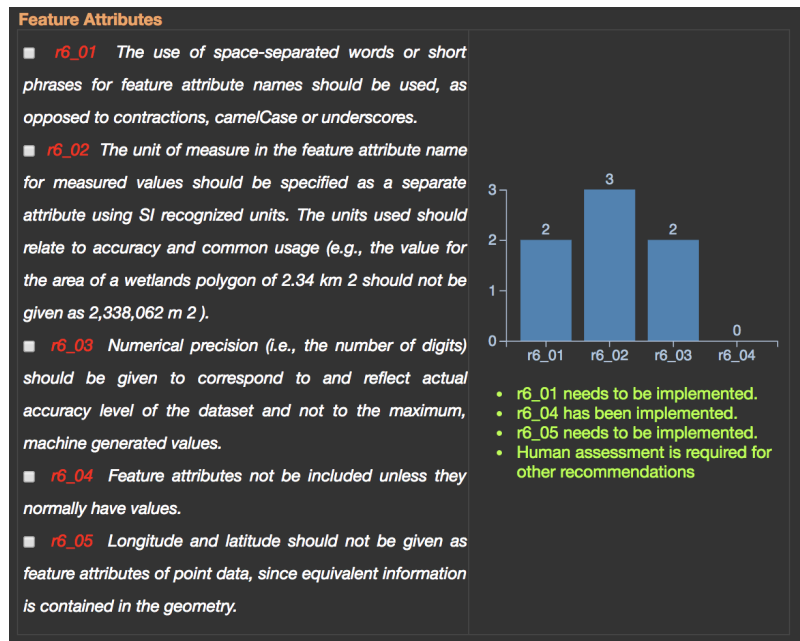 Feature Attributes
r6_01 The use of space-separated words or short
phrases for feature attribute names should be used, as
opposed to contractions, camelCase or underscores.
r6_02 The unit of measure in the feature attribute name
for measured values should be specified as a separate
attribute using SI recognized units. The units used should
relate to accuracy and common usage (e.g., the value for
the area of a wetlands polygon of 2.34 km 2 should not be
given as 2,338,062 m 2 ).
r6_03 Numerical precision (i.e., the number of digits)
should be given to correspond to and reflect actual
accuracy level of the dataset and not to the maximum,
machine generated values.
r6_04 Feature attributes not be included unless they
normally have values.
r6_05 Longitude and latitude should not be given as
feature attributes of point data, since equivalent information
is contained in the geometry.
3
3
2 2 2
1
0
0
r6_01 r6_02 r6_03 r6_04
• r6_01 needs to be implemented.
• r6_04 has been implemented.
• r6_05 needs to be implemented.
• Human assessment is required for
other recommendations